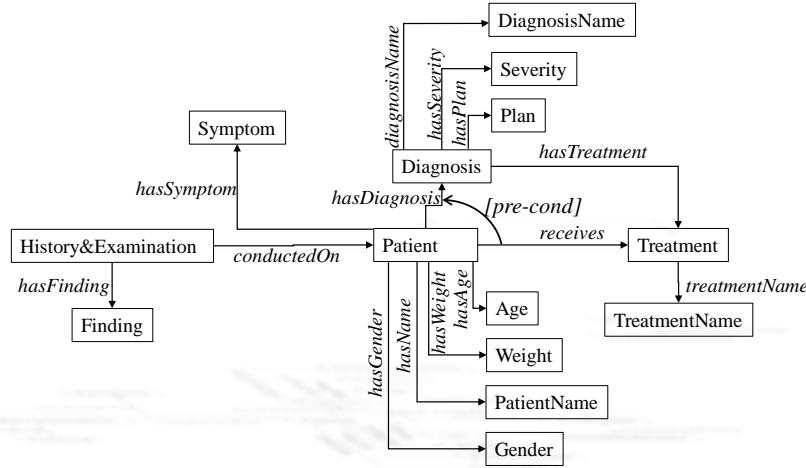 DiagnosisName
diagnosisName
hasSeverity
Severity
hasPlan
Plan
Symptom
Diagnosis
hasTreatment
hasSymptom
hasDiagnosis
[pre-cond]
History&Examination
conductedOn
Patient
receives
Treatment
hasFinding
treatmentName
Finding
hasGender
hasName
hasWeight
hasAge
Age
TreatmentName
Weight
PatientName
Gender